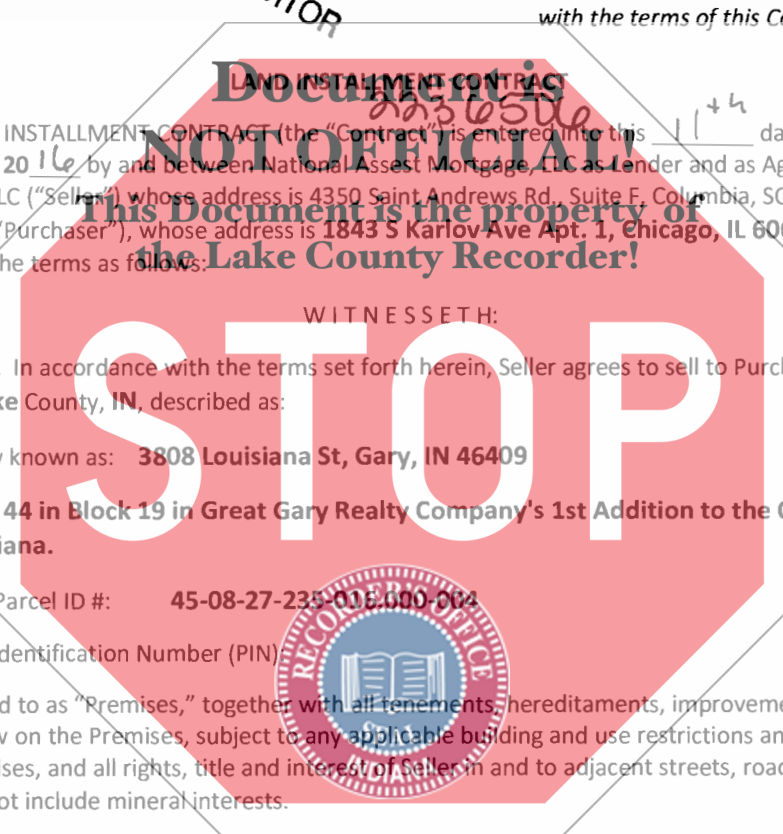 with the terms of this C
LAND INSTALLMENT CONTRACT
Document is
2236506
INSTALLMENT CONTRACT (the “Contract”) is entered into this 11th da
NOT OFFICIAL!
2016 by and between National Assest Mortgage, LLC as Lender and as Ag
LC (“Seller”) whose address is 4350 Saint Andrews Rd., Suite F, Columbia, SC
This Document is the property of
“Purchaser”), whose address is 1843 S Karlov Ave Apt. 1, Chicago, IL 606
the Lake County Recorder!
he terms as follows:
WITNESSETH:
. In accordance with the terms set forth herein, Seller agrees to sell to Purch
ke County, IN, described as:
STOP
y known as: 3808 Louisiana St, Gary, IN 46409
44 in Block 19 in Great Gary Realty Company's 1st Addition to the C
iana.
Parcel ID #: 45-08-27-235-016.000-004
RECORDER'S OFFICE
dentification Number (PIN):
d to as “Premises,” together with all tenements, hereditaments, improveme
w on the Premises, subject to any applicable building and use restrictions an
SEAL
ises, and all rights, title and interest of Seller in and to adjacent streets, road
INDIANA
ot include mineral interests.